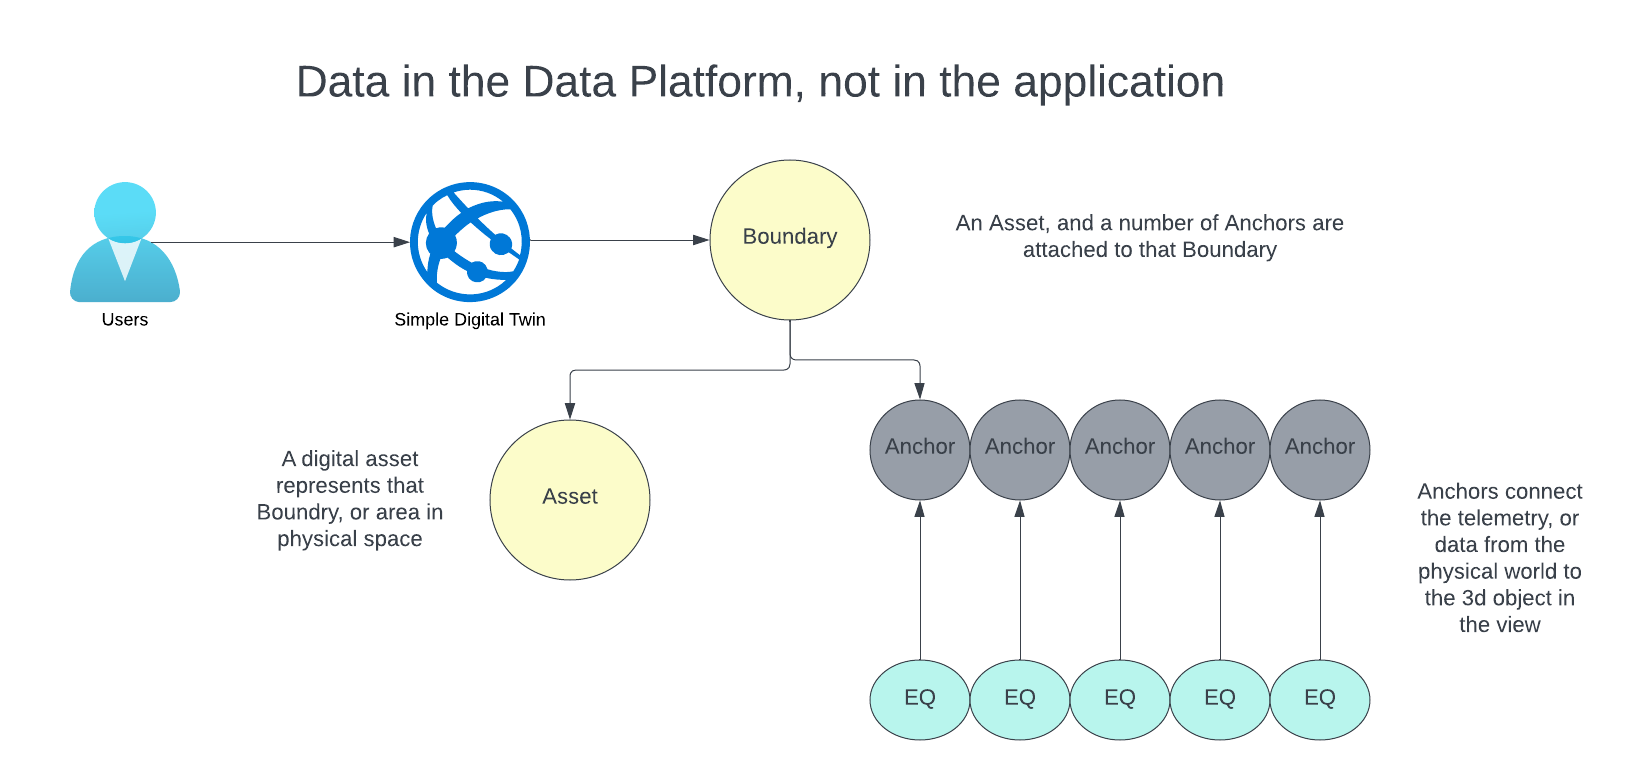 Data in the Data Platform, not in the application
Users
Simple Digital Twin
Boundary
An Asset, and a number of Anchors are
attached to that Boundary
A digital asset
represents that
Boundry, or area in
physical space
Asset
Anchor
Anchor
Anchor
Anchor
Anchor
Anchors connect
the telemetry, or
data from the
physical world to
the 3d object in
the view
EQ
EQ
EQ
EQ
EQ